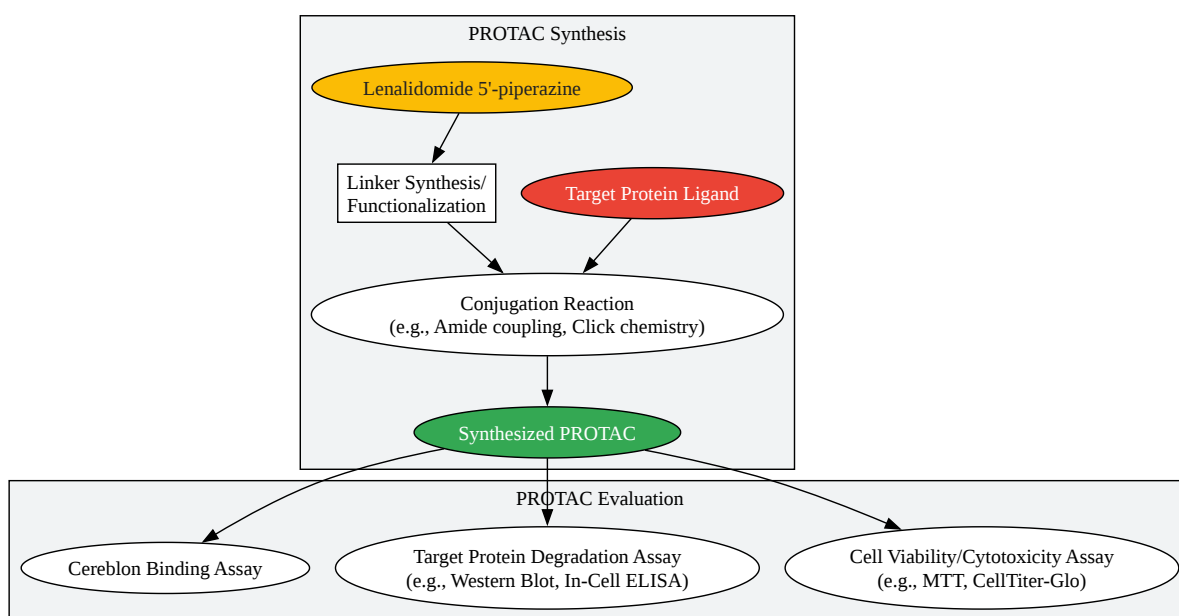 PROTAC Synthesis
Lenalidomide 5'-piperazine
Linker Synthesis/
Functionalization
Target Protein Ligand
Conjugation Reaction
(e.g., Amide coupling, Click chemistry)
Synthesized PROTAC
PROTAC Evaluation
Cereblon Binding Assay
Target Protein Degradation Assay
(e.g., Western Blot, In-Cell ELISA)
Cell Viability/Cytotoxicity Assay
(e.g., MTT, CellTiter-Glo)